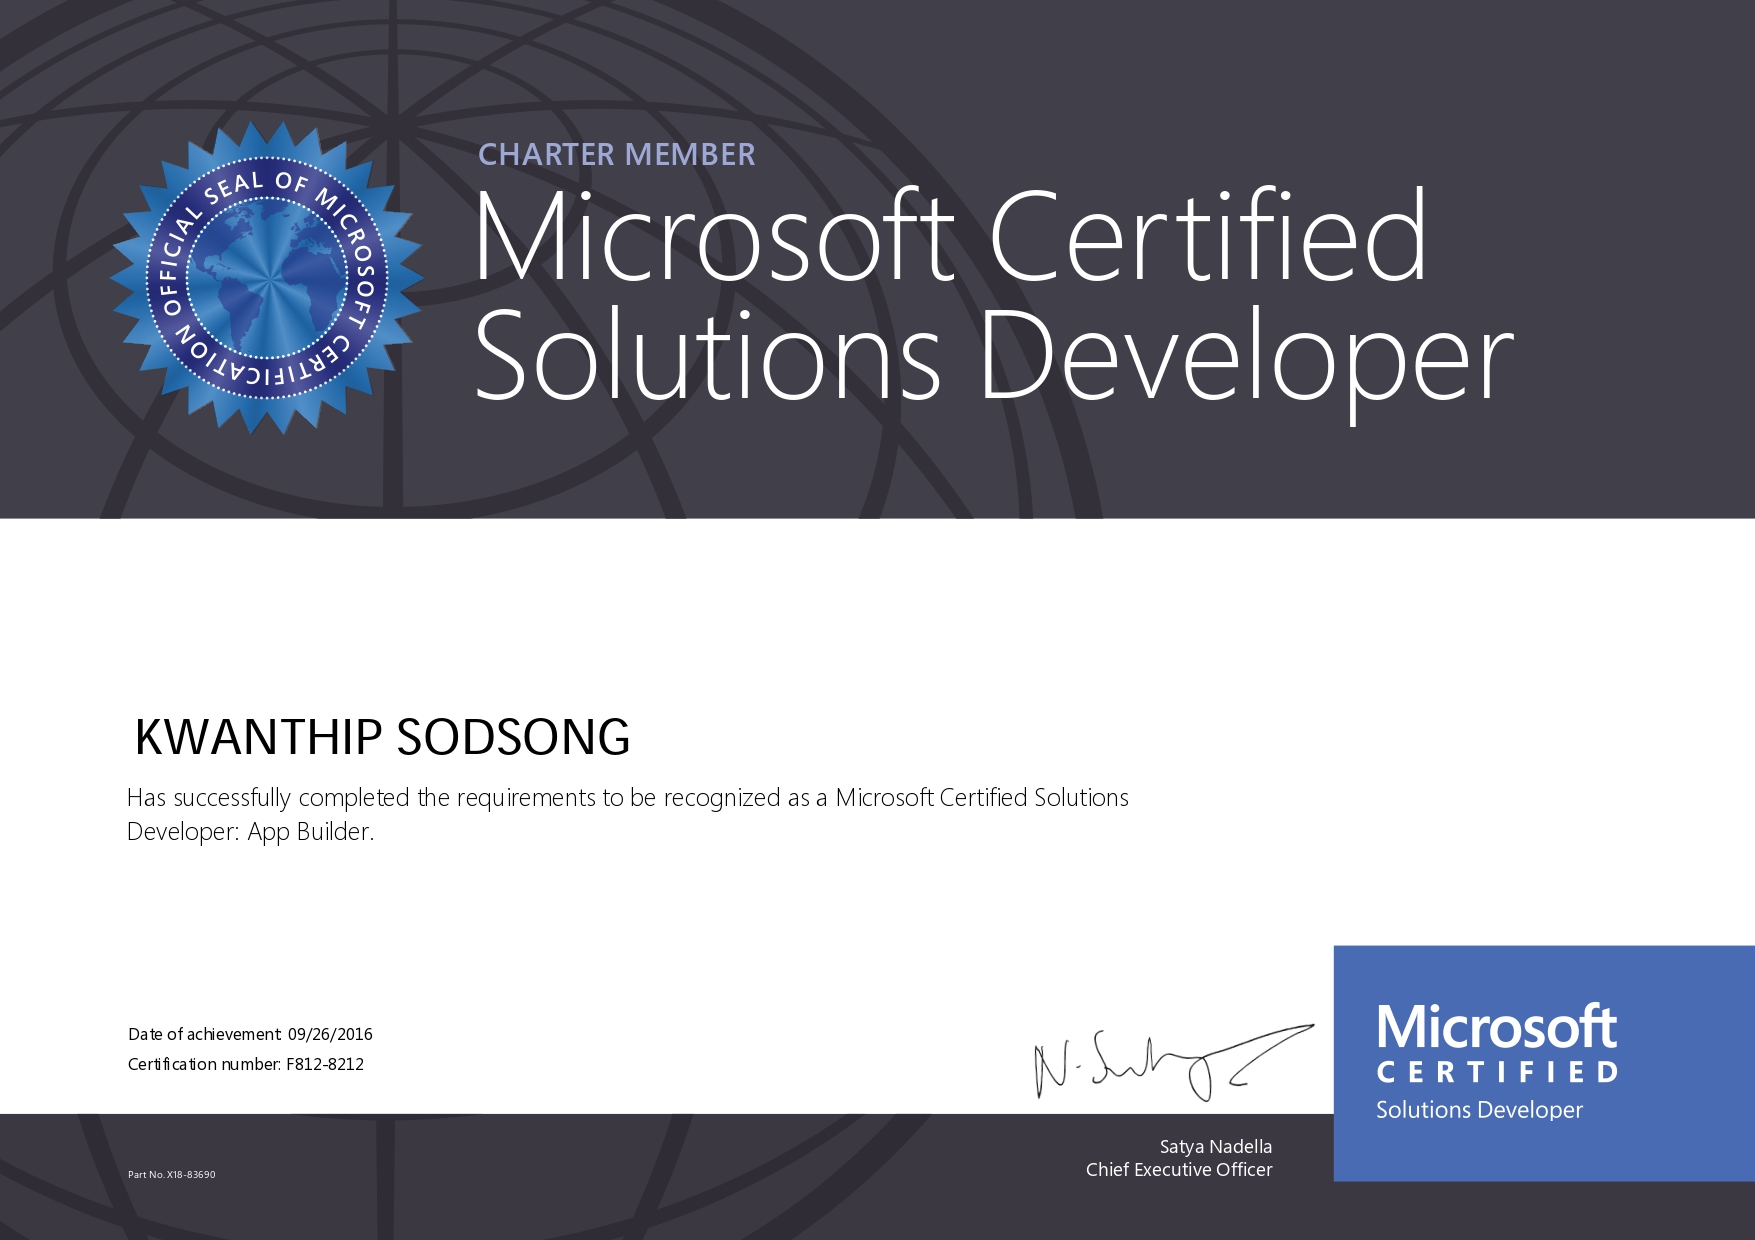 OFFICIAL SEAL OF MICROSOFT CERTIFICATION
CHARTER MEMBER
Microsoft Certified
Solutions Developer
KWANTHIP SODSONG
Has successfully completed the requirements to be recognized as a Microsoft Certified Solutions
Developer: App Builder.
Date of achievement: 09/26/2016
Certification number: F812-8212
N. Satya
Satya Nadella
Chief Executive Officer
Part No. X18-83690
Microsoft
CERTIFIED
Solutions Developer